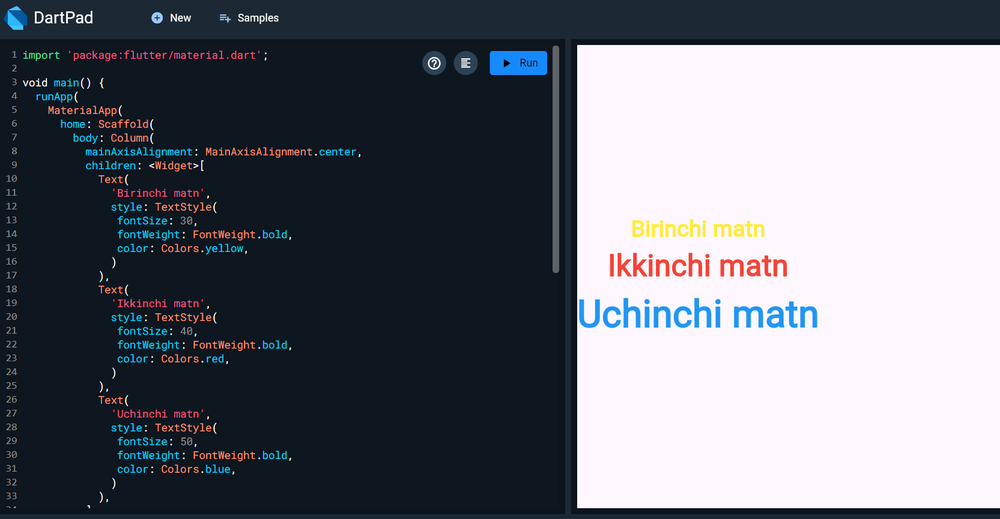 DartPad
New
Samples
Run
1 import 'package:flutter/material.dart';
2
3 void main() {
4   runApp(
5     MaterialApp(
6       home: Scaffold(
7         body: Column(
8           mainAxisAlignment: MainAxisAlignment.center,
9           children: <Widget>[
10             Text(
11               'Birinchi matn',
12               style: TextStyle(
13                fontSize: 30,
14                fontWeight: FontWeight.bold,
15                color: Colors.yellow,
16               )
17             ),
18             Text(
19               'Ikkinchi matn',
20               style: TextStyle(
21                fontSize: 40,
22                fontWeight: FontWeight.bold,
23                color: Colors.red,
24               )
25             ),
26             Text(
27               'Uchinchi matn',
28               style: TextStyle(
29                fontSize: 50,
30                fontWeight: FontWeight.bold,
31                color: Colors.blue,
32               )
33             ),
Birinchi matn
Ikkinchi matn
Uchinchi matn